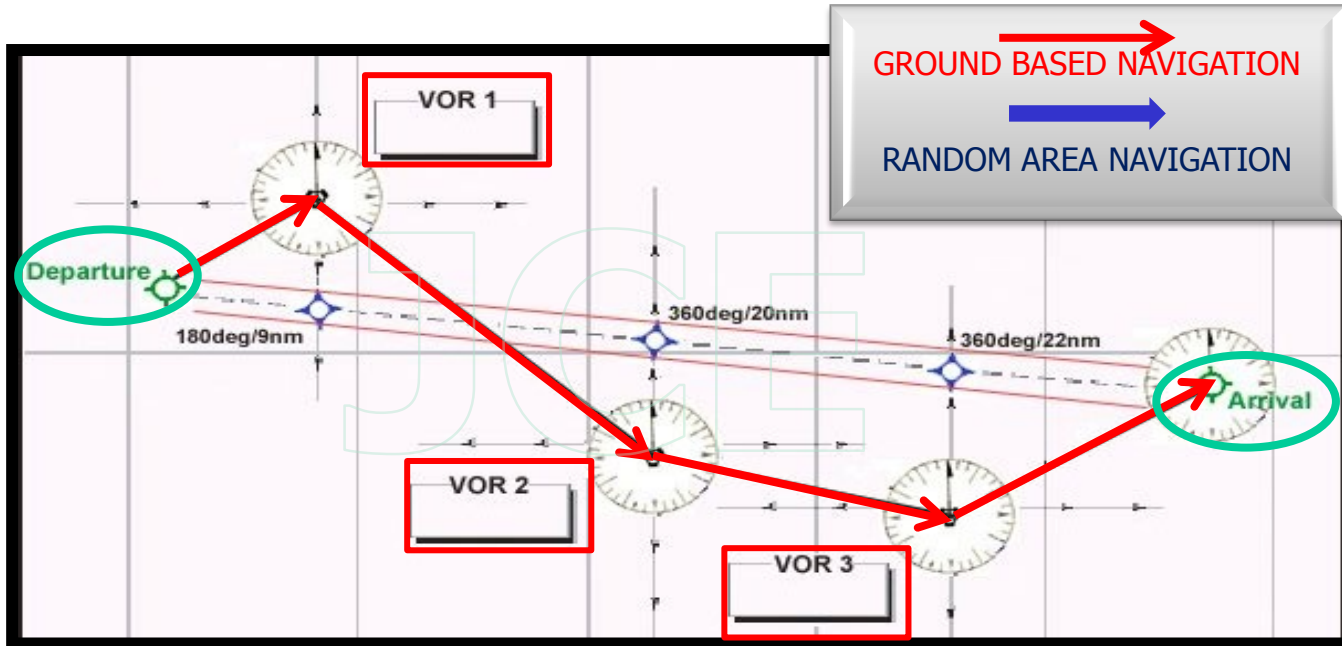 GROUND BASED NAVIGATION
RANDOM AREA NAVIGATION
VOR 1
Departure
180deg/9nm
360deg/20nm
360deg/22nm
Arrival
VOR 2
VOR 3
JCE